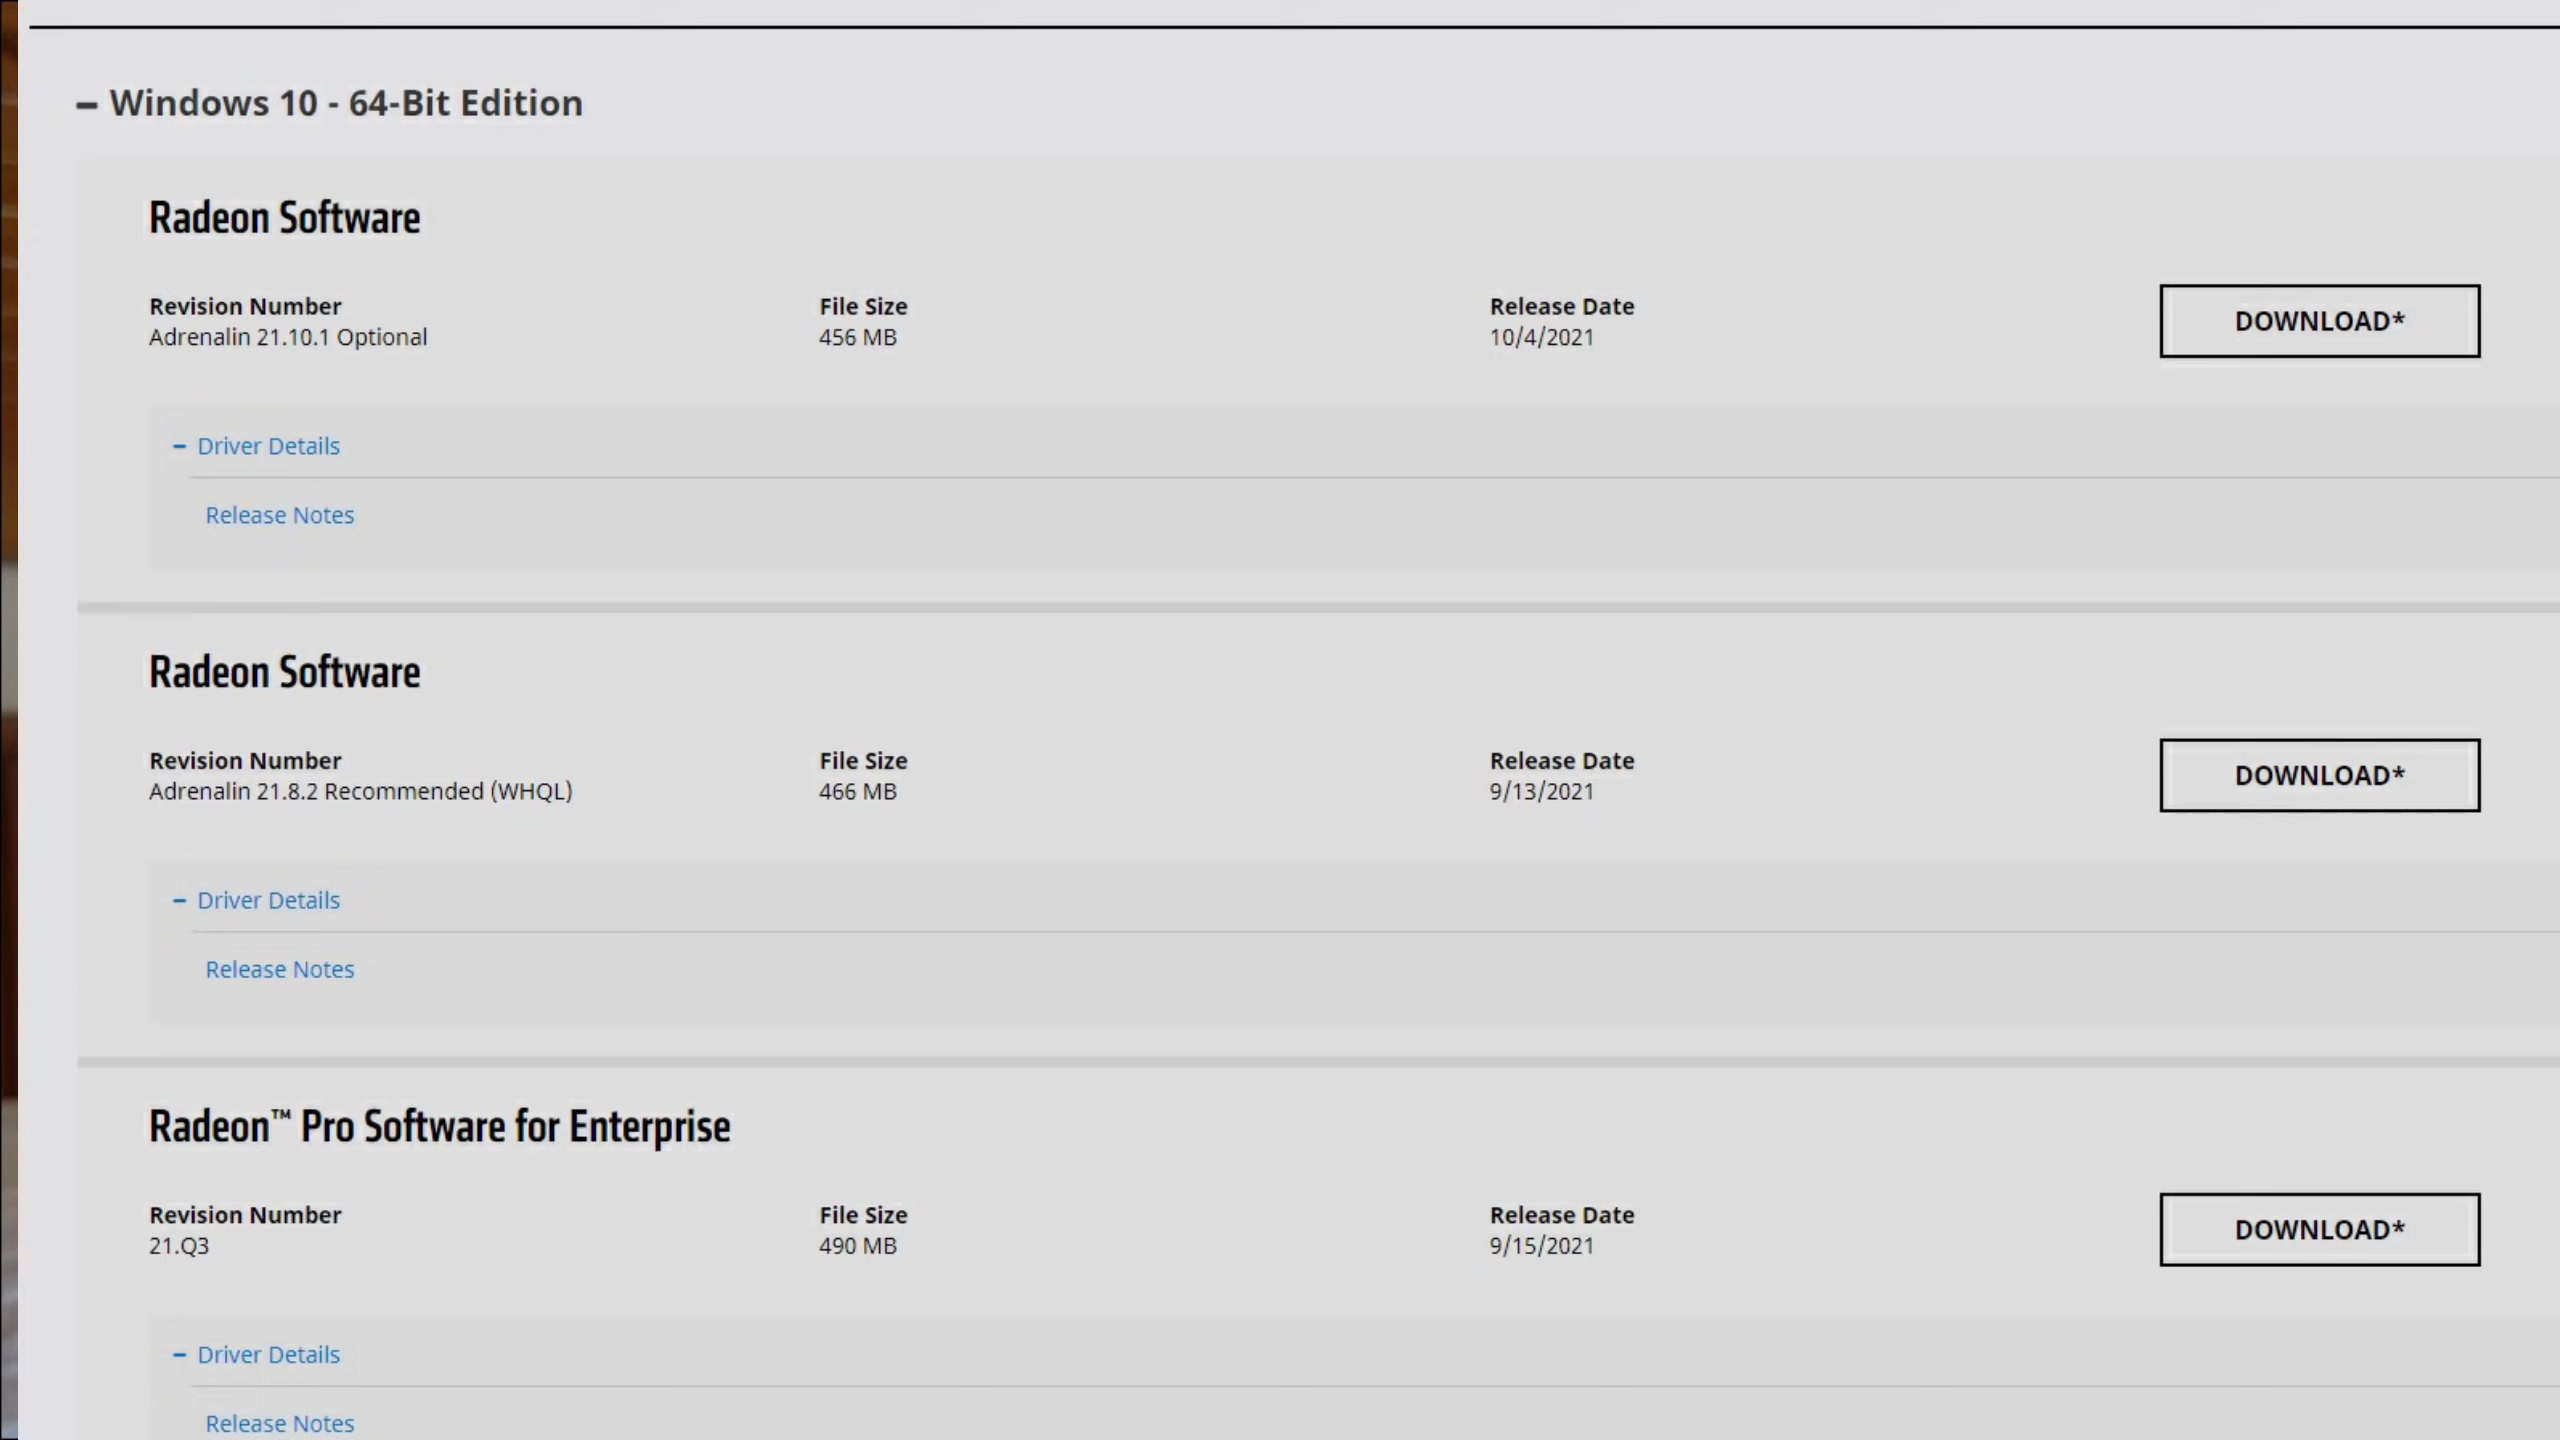 – Windows 10 - 64-Bit Edition
Radeon Software
Revision Number File Size Release Date
Adrenalin 21.10.1 Optional 456 MB 10/4/2021
DOWNLOAD*
– Driver Details
Release Notes
Radeon Software
Revision Number File Size Release Date
Adrenalin 21.8.2 Recommended (WHQL) 466 MB 9/13/2021
DOWNLOAD*
– Driver Details
Release Notes
Radeon™ Pro Software for Enterprise
Revision Number File Size Release Date
21.Q3 490 MB 9/15/2021
DOWNLOAD*
– Driver Details
Release Notes